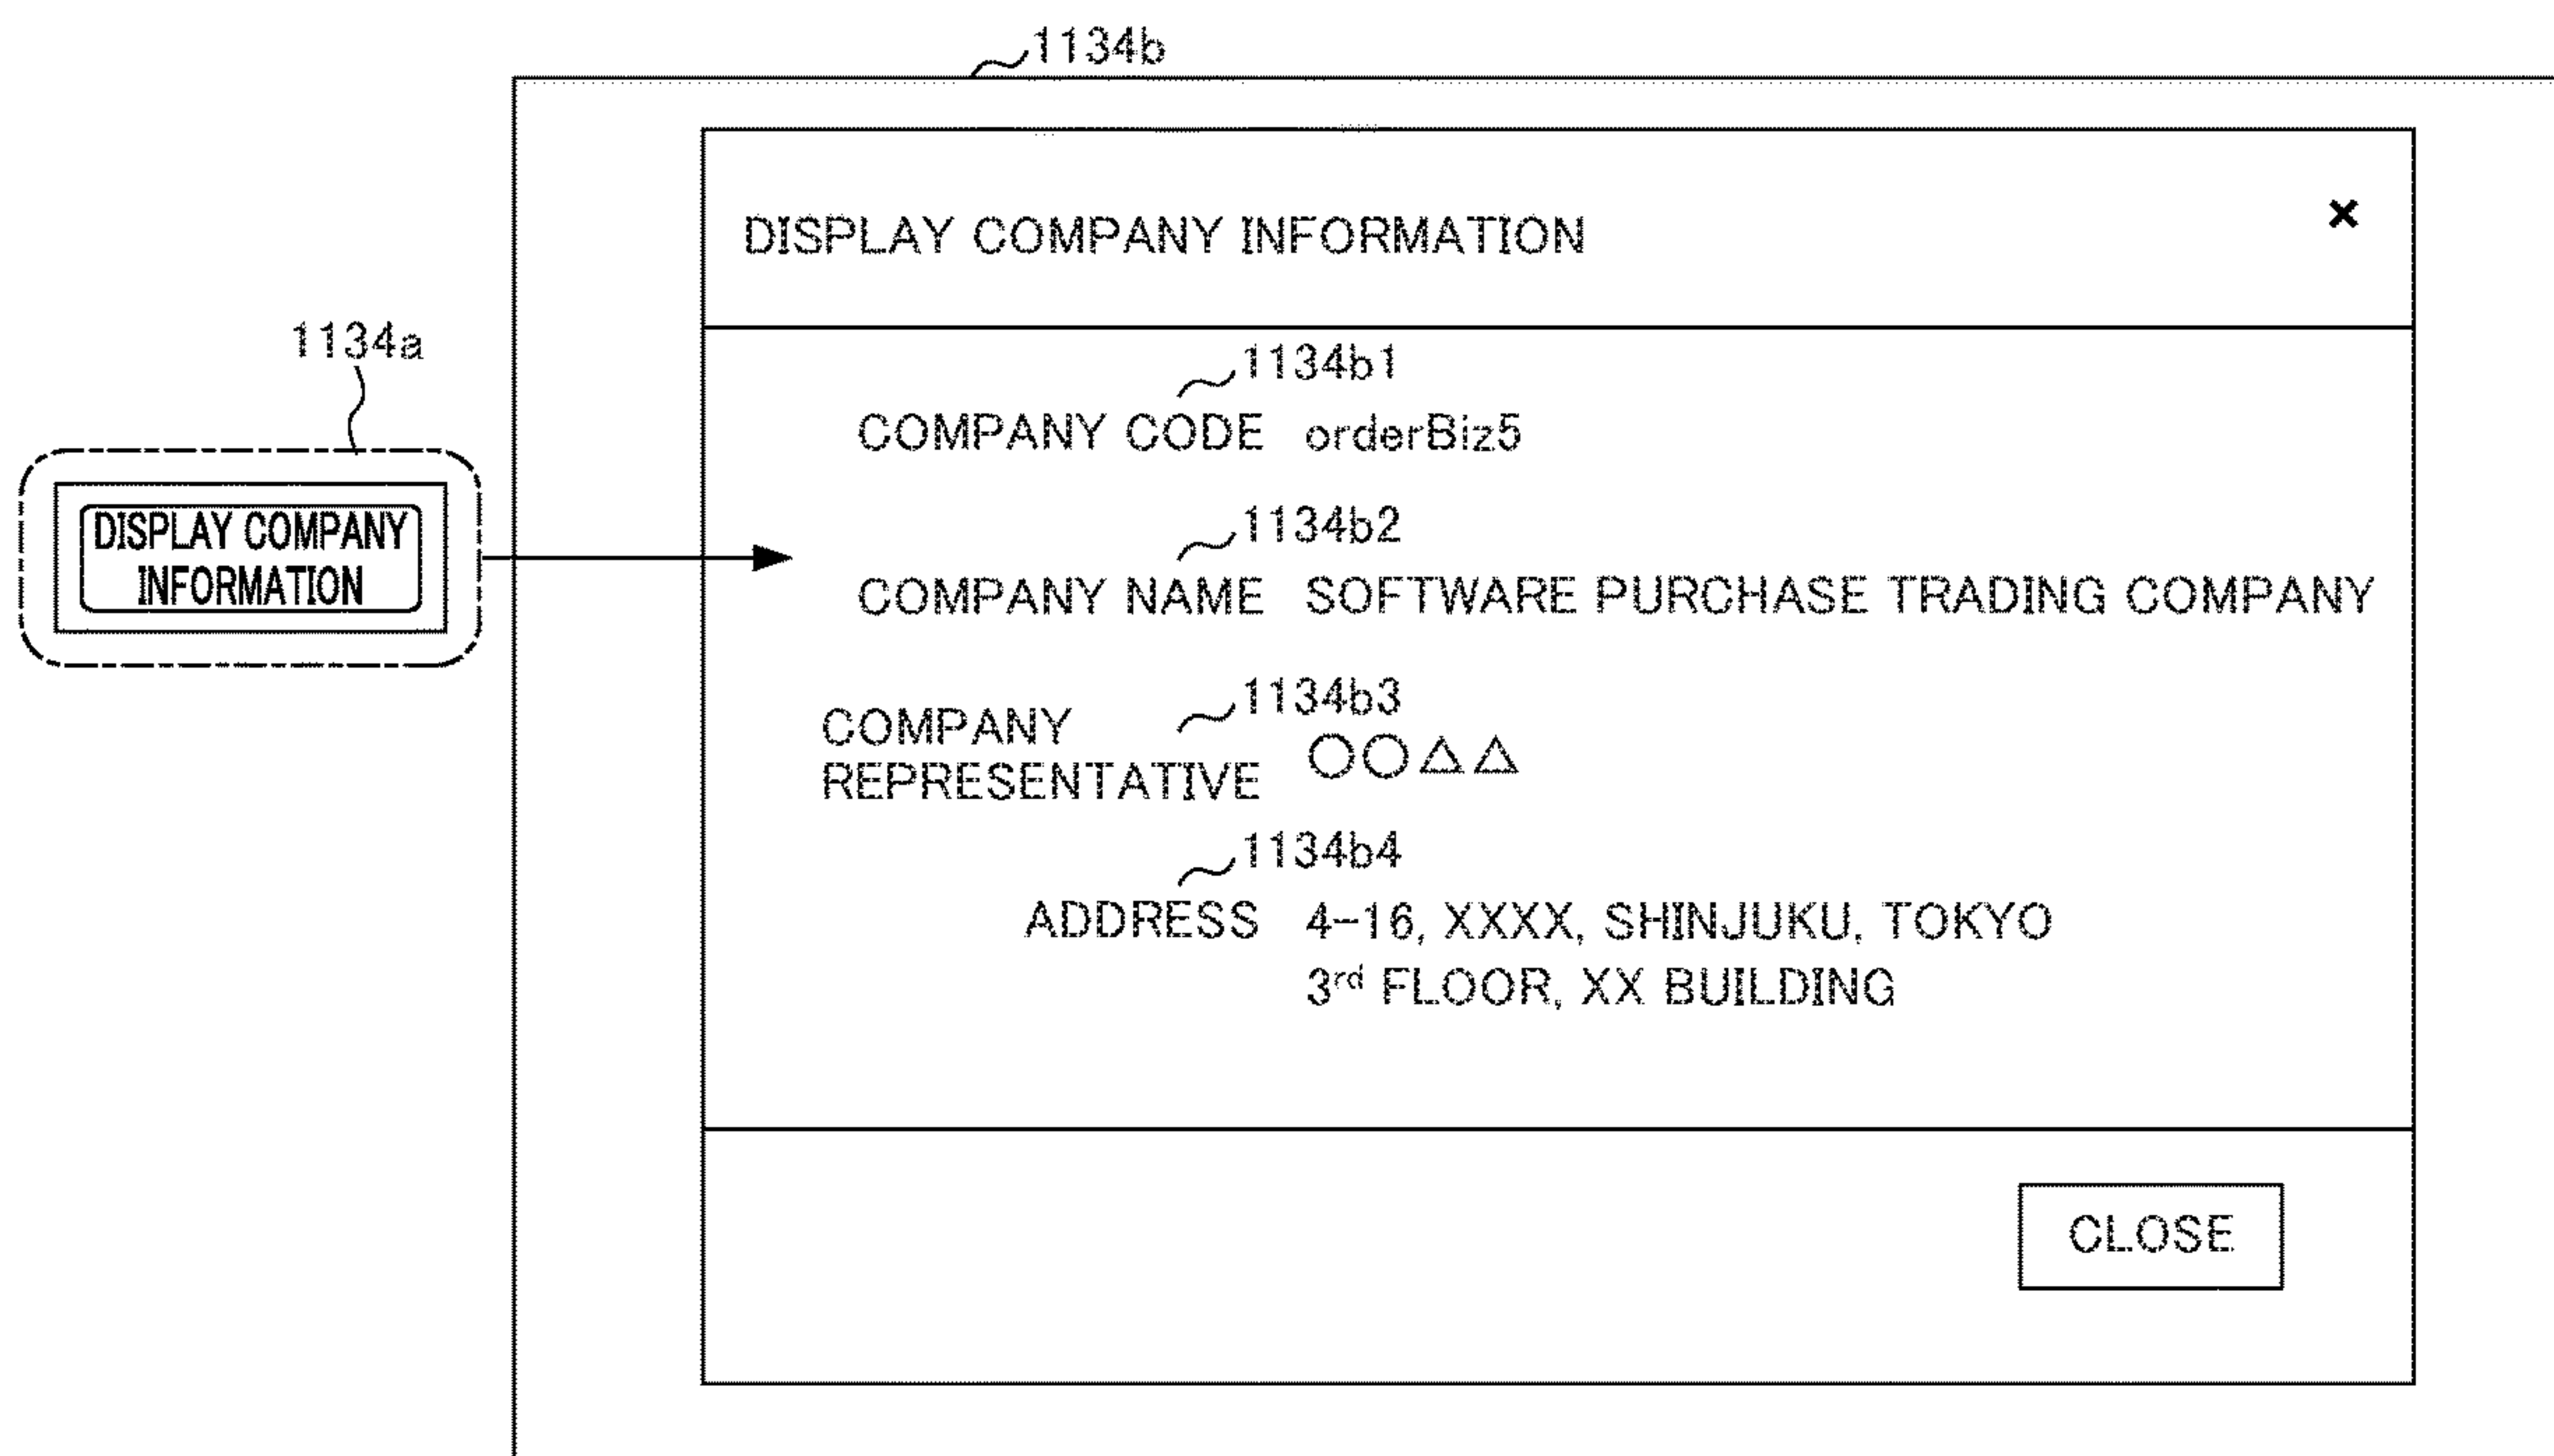 1134b
DISPLAY COMPANY INFORMATION ×
1134a
DISPLAY COMPANY
INFORMATION
1134b1
COMPANY CODE orderBiz5
1134b2
COMPANY NAME SOFTWARE PURCHASE TRADING COMPANY
1134b3
COMPANY
REPRESENTATIVE ○○△△
1134b4
ADDRESS 4-16, XXXX, SHINJUKU, TOKYO
3rd FLOOR, XX BUILDING
CLOSE